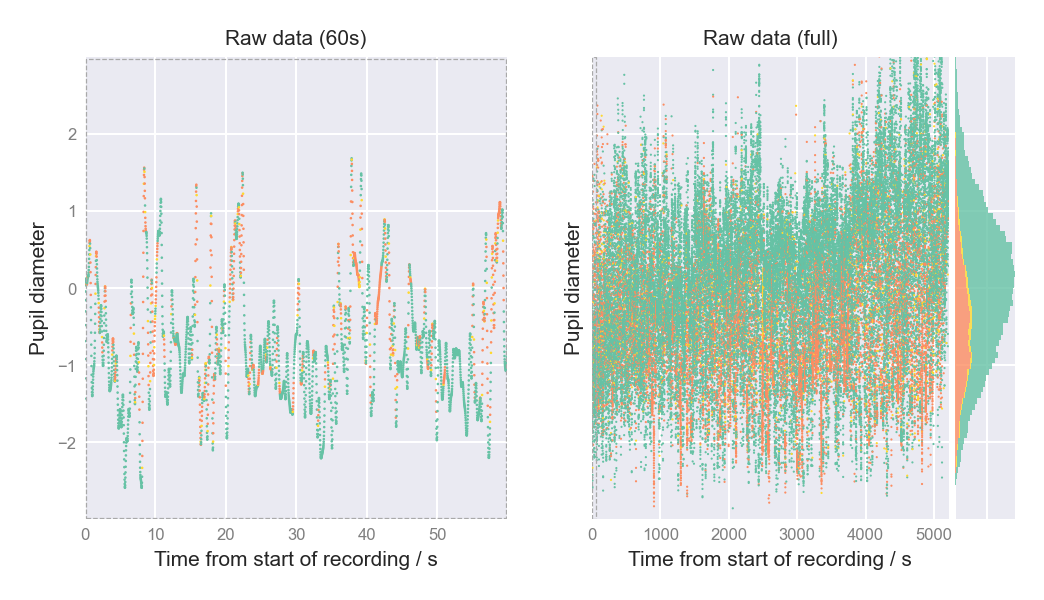 Raw data (60s)
Raw data (full)
Pupil diameter
2
1
0
−1
−2
0 10 20 30 40 50
Time from start of recording / s
Pupil diameter
0 1000 2000 3000 4000 5000
Time from start of recording / s